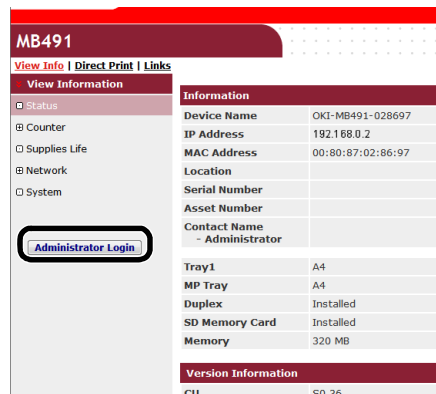 MB491
View Info | Direct Print | Links
View Information
Status
Counter
Supplies Life
Network
System
Administrator Login
Information
Device Name OKI-MB491-028697
IP Address 192.168.0.2
MAC Address 00:80:87:02:86:97
Location
Serial Number
Asset Number
Contact Name
- Administrator
Tray1 A4
MP Tray A4
Duplex Installed
SD Memory Card Installed
Memory 320 MB
Version Information
CU S0.26